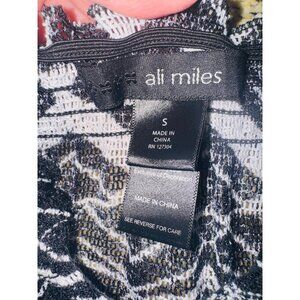 ali miles
S
MADE IN
CHINA
RN 127304
MADE IN CHINA
SEE REVERSE FOR CARE